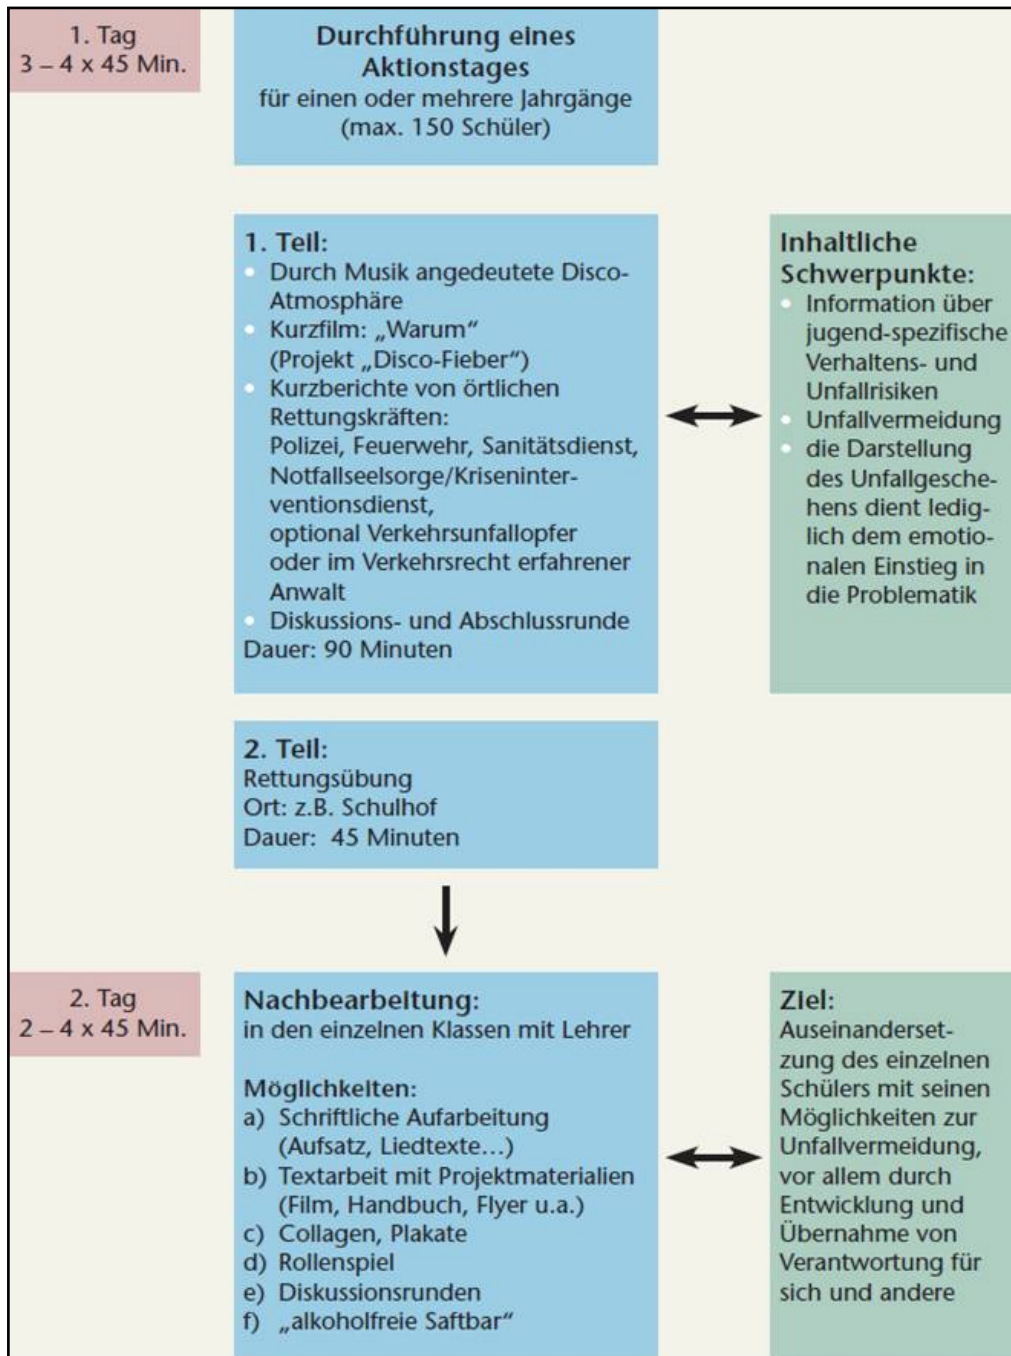 1. Tag
3 – 4 x 45 Min.
Durchführung eines
Aktionstages
für einen oder mehrere Jahrgänge
(max. 150 Schüler)
1. Teil:
• Durch Musik angedeutete Disco-
Atmosphäre
• Kurzfilm: „Warum“
(Projekt „Disco-Fieber“)
• Kurzberichte von örtlichen
Rettungskräften:
Polizei, Feuerwehr, Sanitätsdienst,
Notfallseelsorge/Kriseninter-
ventionsdienst,
optional Verkehrsunfallopfer
oder im Verkehrsrecht erfahrener
Anwalt
• Diskussions- und Abschlussrunde
Dauer: 90 Minuten
Inhaltliche
Schwerpunkte:
• Information über
jugend-spezifische
Verhaltens- und
Unfallrisiken
• Unfallvermeidung
• die Darstellung
des Unfallgesche-
hens dient ledig-
lich dem emotio-
nalen Einstieg in
die Problematik
2. Teil:
Rettungsübung
Ort: z.B. Schulhof
Dauer: 45 Minuten
2. Tag
2 – 4 x 45 Min.
Nachbearbeitung:
in den einzelnen Klassen mit Lehrer
Möglichkeiten:
a) Schriftliche Aufarbeitung
(Aufsatz, Liedtexte…)
b) Textarbeit mit Projektmaterialien
(Film, Handbuch, Flyer u.a.)
c) Collagen, Plakate
d) Rollenspiel
e) Diskussionsrunden
f) „alkoholfreie Saftbar“
Ziel:
Auseinanderset-
zung des einzelnen
Schülers mit seinen
Möglichkeiten zur
Unfallvermeidung,
vor allem durch
Entwicklung und
Übernahme von
Verantwortung für
sich und andere